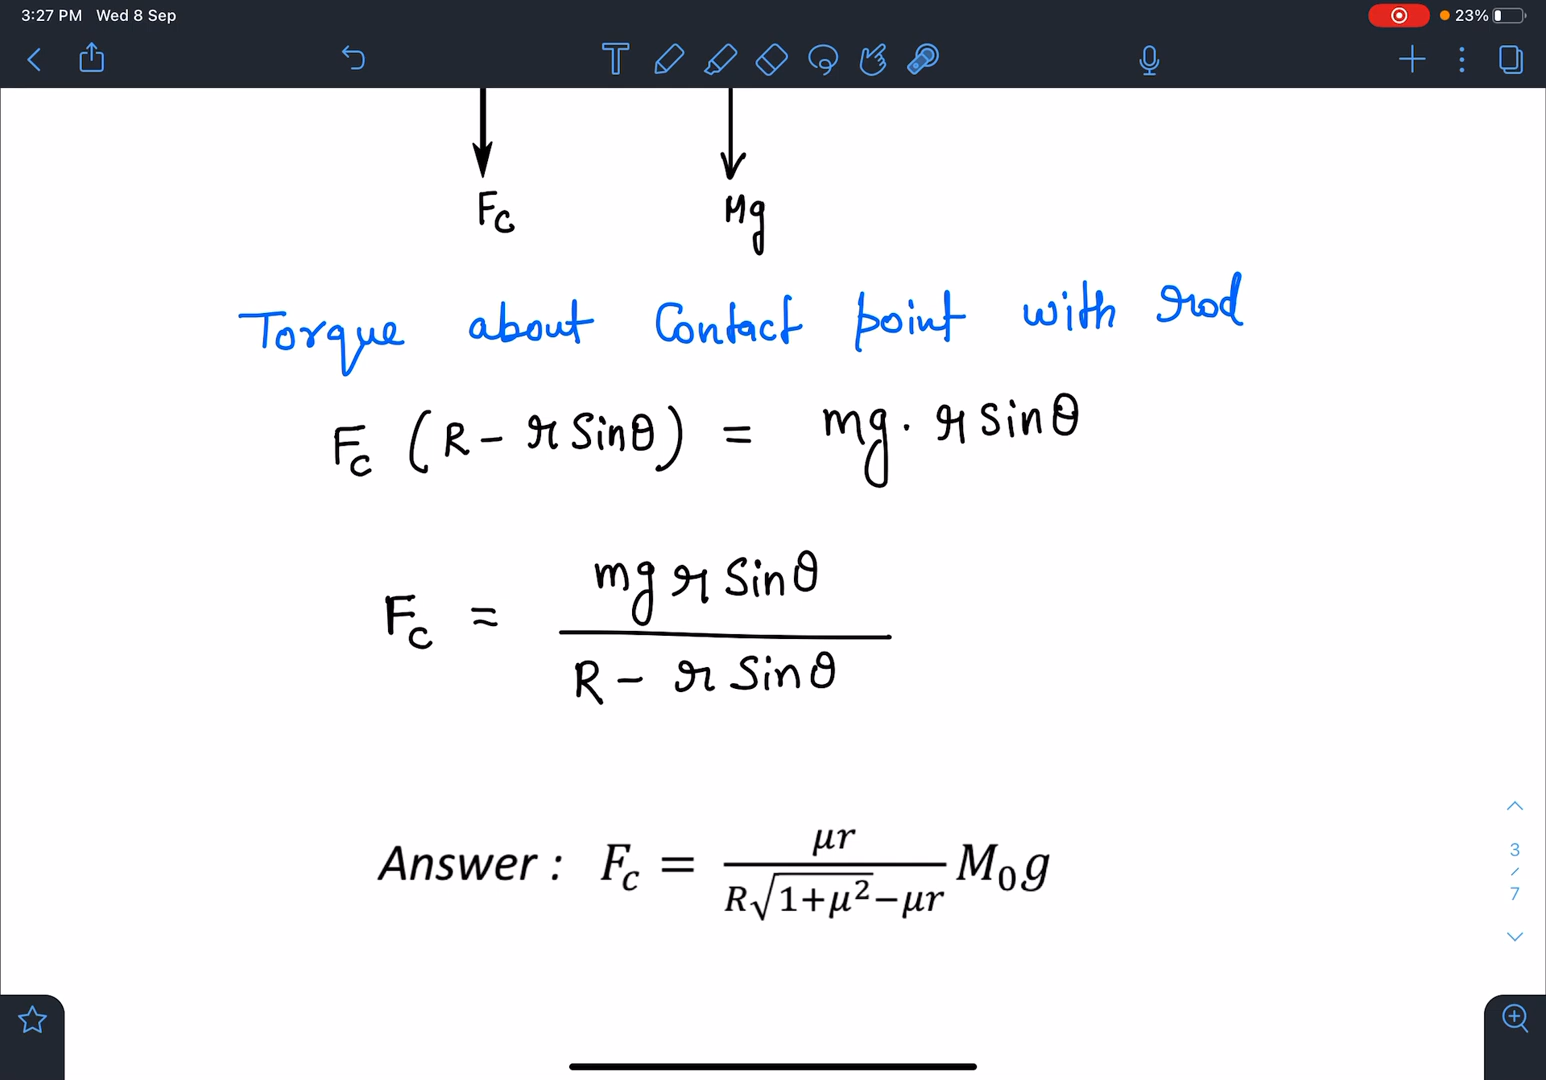 3:27 PM Wed 8 Sep
23%
T
Fc
Mg
Torque about Contact point with rod
Fc (R − r Sinθ) = mg · r sinθ
Fc = mg r Sinθ / R − r Sinθ
Answer : Fc = μr / R√1+μ² −μr M₀g
3
/
7